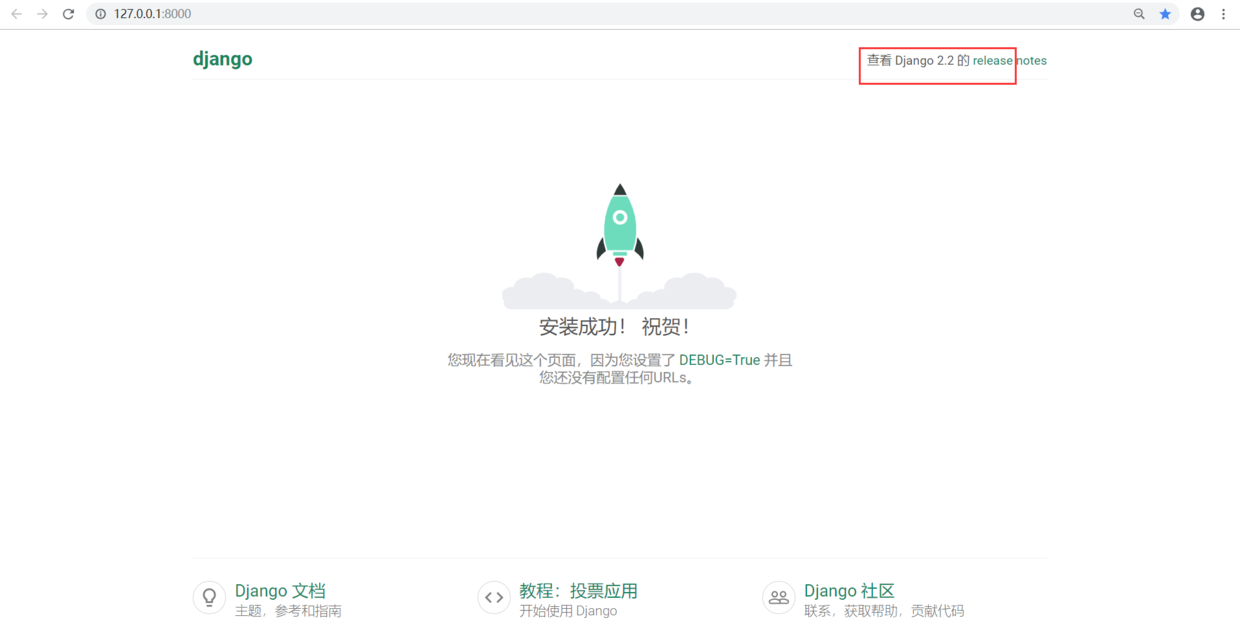 127.0.0.1:8000
django
查看 Django 2.2 的 release notes
安装成功！ 祝贺！
您现在看见这个页面，因为您设置了 DEBUG=True 并且
您还没有配置任何URLs。
Django 文档
主题，参考和指南
教程：投票应用
开始使用 Django
Django 社区
联系，获取帮助，贡献代码